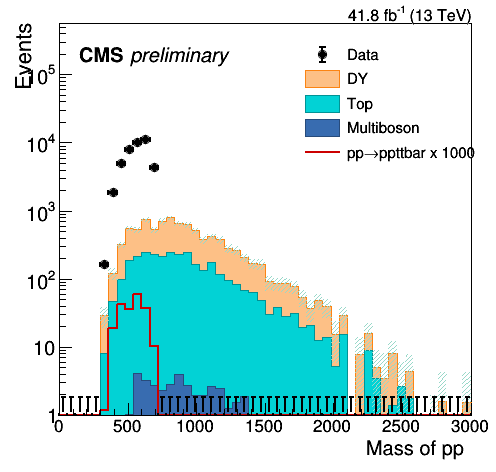 41.8 fb⁻¹ (13 TeV)
Events
CMS preliminary
Data
DY
Top
Multiboson
pp→ppttbar x 1000
10⁵
10⁴
10³
10²
10
1
0 500 1000 1500 2000 2500 3000
Mass of pp